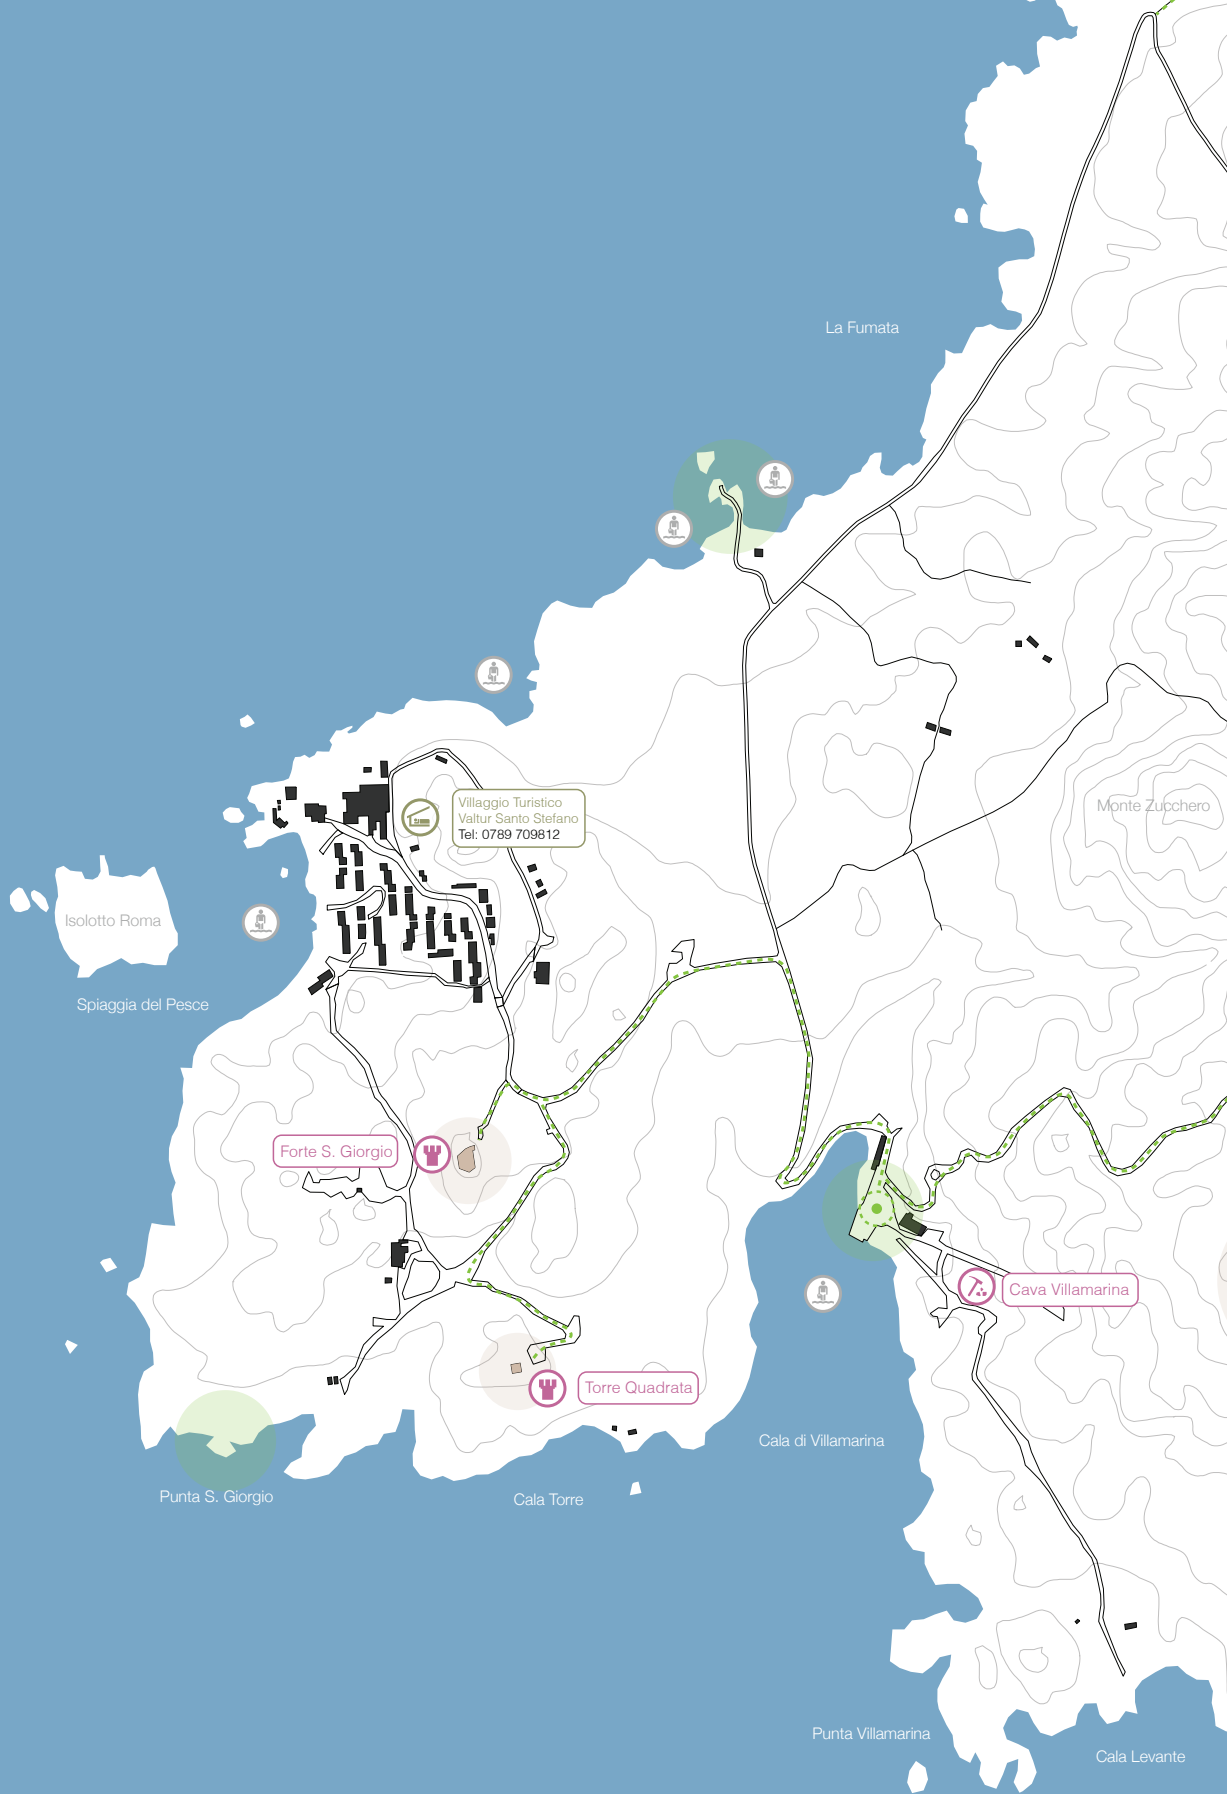 La Fumata
Villaggio Turistico
Valtur Santo Stefano
Tel: 0789 709812
Monte Zucchero
Isolotto Roma
Spiaggia del Pesce
Forte S. Giorgio
Cava Villamarina
Torre Quadrata
Cala di Villamarina
Punta S. Giorgio
Cala Torre
Punta Villamarina
Cala Levante